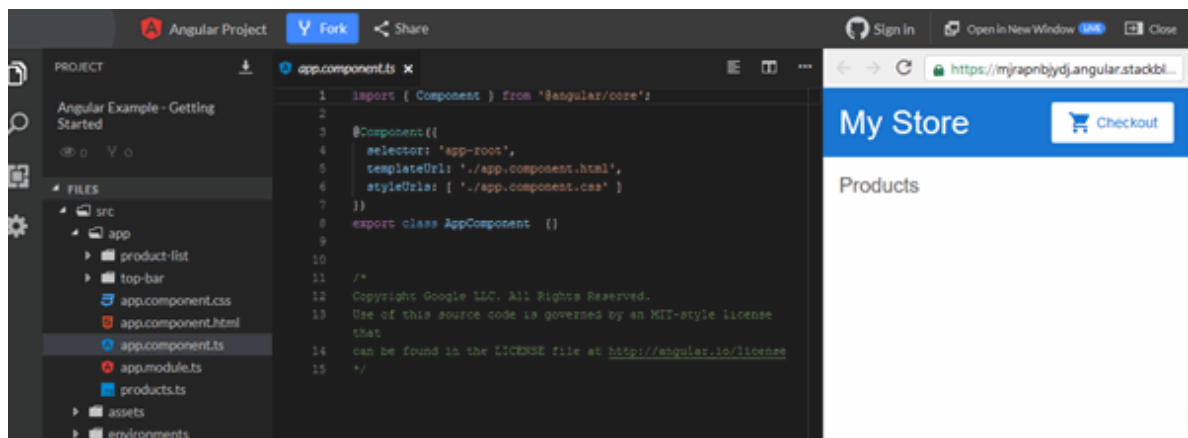 Angular Project
Fork
Share
Sign in
Open in New Window LIVE
Close
PROJECT
Angular Example - Getting
Started
0 0
FILES
src
app
product-list
top-bar
app.component.css
app.component.html
app.component.ts
app.module.ts
products.ts
assets
environments
app.component.ts ×
1 import { Component } from '@angular/core';
2
3 @Component({
4 selector: 'app-root',
5 templateUrl: './app.component.html',
6 styleUrls: [ './app.component.css' ]
7 })
8 export class AppComponent {}
9
10
11 /*
12 Copyright Google LLC. All Rights Reserved.
13 Use of this source code is governed by an MIT-style license
that
14 can be found in the LICENSE file at http://angular.io/license
15 */
https://mjrapnbjydj.angular.stackbl...
My Store
Checkout
Products